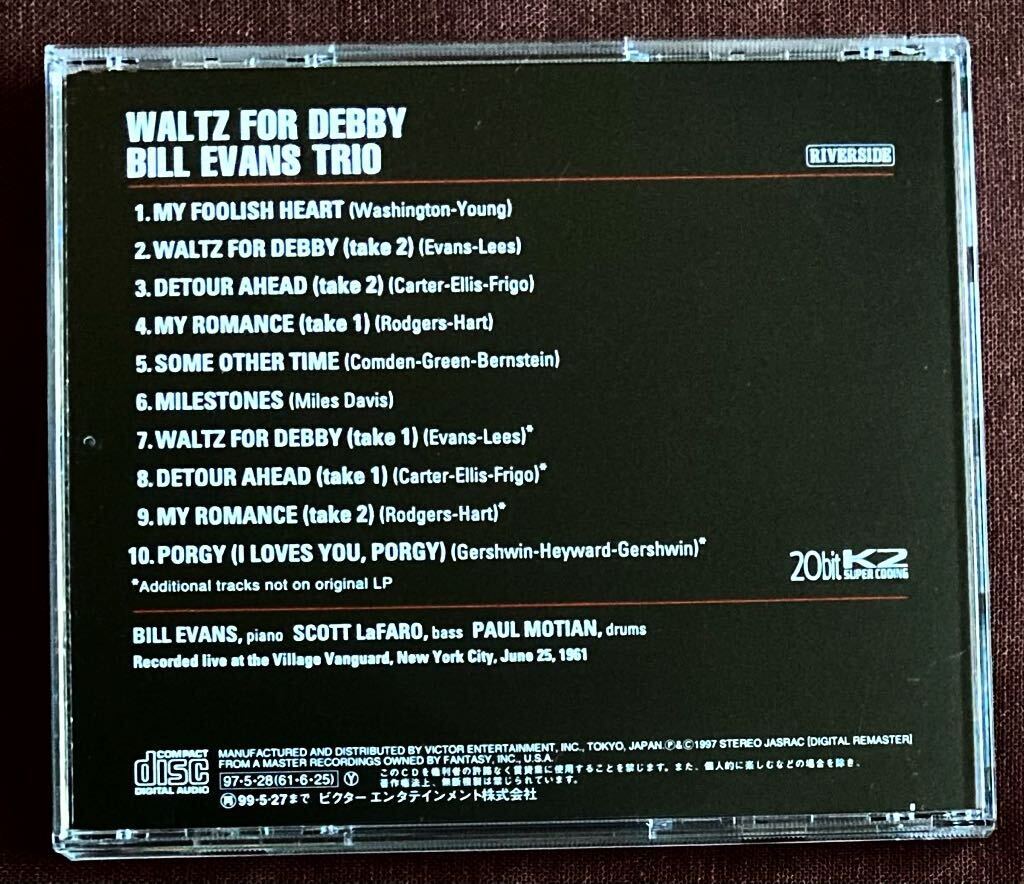 WALTZ FOR DEBBY
BILL EVANS TRIO
RIVERSIDE
1. MY FOOLISH HEART (Washington-Young)
2. WALTZ FOR DEBBY (take 2) (Evans-Lees)
3. DETOUR AHEAD (take 2) (Carter-Ellis-Frigo)
4. MY ROMANCE (take 1) (Rodgers-Hart)
5. SOME OTHER TIME (Comden-Green-Bernstein)
6. MILESTONES (Miles Davis)
7. WALTZ FOR DEBBY (take 1) (Evans-Lees)*
8. DETOUR AHEAD (take 1) (Carter-Ellis-Frigo)*
9. MY ROMANCE (take 2) (Rodgers-Hart)*
10. PORGY (I LOVES YOU, PORGY) (Gershwin-Heyward-Gershwin)*
*Additional tracks not on original LP
20bit K2
SUPER CODING
BILL EVANS, piano SCOTT LaFARO, bass PAUL MOTIAN, drums
Recorded live at the Village Vanguard, New York City, June 25, 1961
COMPACT
disc
DIGITAL AUDIO
MANUFACTURED AND DISTRIBUTED BY VICTOR ENTERTAINMENT, INC., TOKYO, JAPAN. Ⓟ&©1997 STEREO JASRAC [DIGITAL REMASTER]
FROM A MASTER RECORDINGS OWNED BY FANTASY, INC., U.S.A.
97・5・28(61・6・25) Ⓨ このCDを権利者の許諾なく賃貸業に使用することを禁じます。また、個人的に楽しむなどの場合を除き、
著作権法上、無断複製は禁じられています。
㊢99・5・27まで ビクターエンタテインメント株式会社